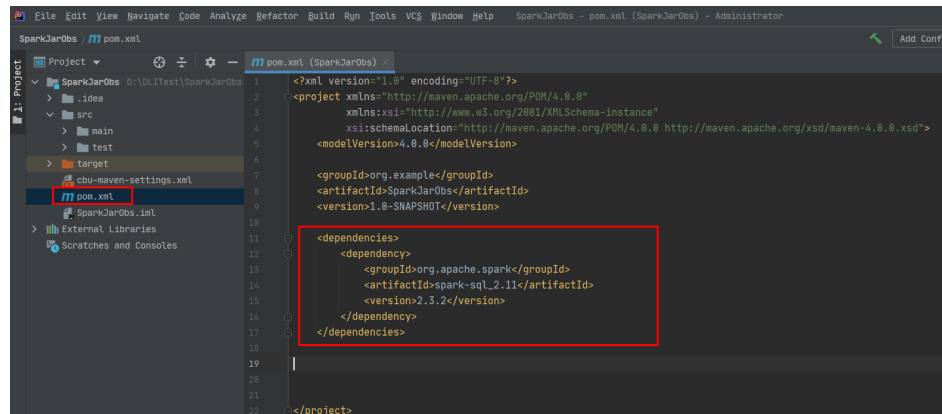 File Edit View Navigate Code Analyze Refactor Build Run Tools VCS Window Help SparkJarObs - pom.xml (SparkJarObs) - Administrator
SparkJarObs pom.xml
Add Conf
1: Project
Project
pom.xml (SparkJarObs)
SparkJarObs D:\DLITest\SparkJarObs
.idea
src
main
test
target
cbu-maven-settings.xml
pom.xml
SparkJarObs.iml
External Libraries
Scratches and Consoles
1 <?xml version="1.0" encoding="UTF-8"?>
2 <project xmlns="http://maven.apache.org/POM/4.0.0"
3 xmlns:xsi="http://www.w3.org/2001/XMLSchema-instance"
4 xsi:schemaLocation="http://maven.apache.org/POM/4.0.0 http://maven.apache.org/xsd/maven-4.0.0.xsd">
5 <modelVersion>4.0.0</modelVersion>
6
7 <groupId>org.example</groupId>
8 <artifactId>SparkJarObs</artifactId>
9 <version>1.0-SNAPSHOT</version>
10
11 <dependencies>
12 <dependency>
13 <groupId>org.apache.spark</groupId>
14 <artifactId>spark-sql_2.11</artifactId>
15 <version>2.3.2</version>
16 </dependency>
17 </dependencies>
18
19
20
21
22 </project>